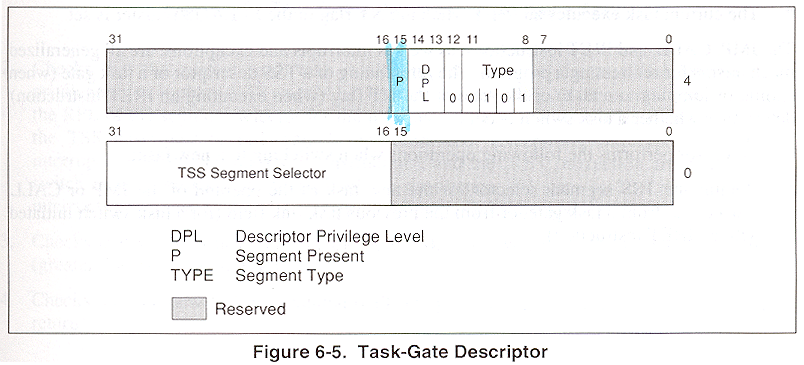 31 16 15 14 13 12 11 8 7 0
P D P L Type 4
0 0 1 0 1
31 16 15 0
TSS Segment Selector 0
DPL Descriptor Privilege Level
P Segment Present
TYPE Segment Type
Reserved
Figure 6-5. Task-Gate Descriptor